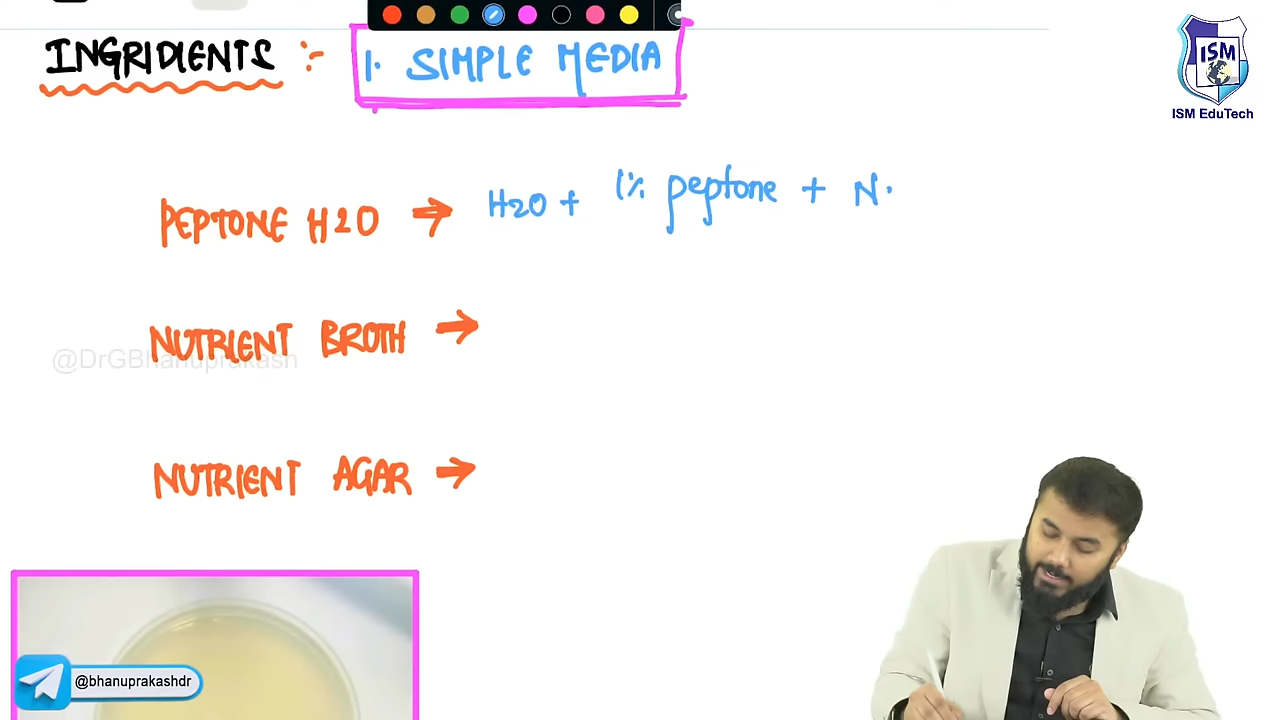 INGRIDIENTS :- 1. SIMPLE MEDIA
ISM
ISM EduTech
PEPTONE H2O → H2O + 1% peptone + N.
NUTRIENT BROTH →
@DrGBhanuprakash
NUTRIENT AGAR →
@bhanuprakashdr